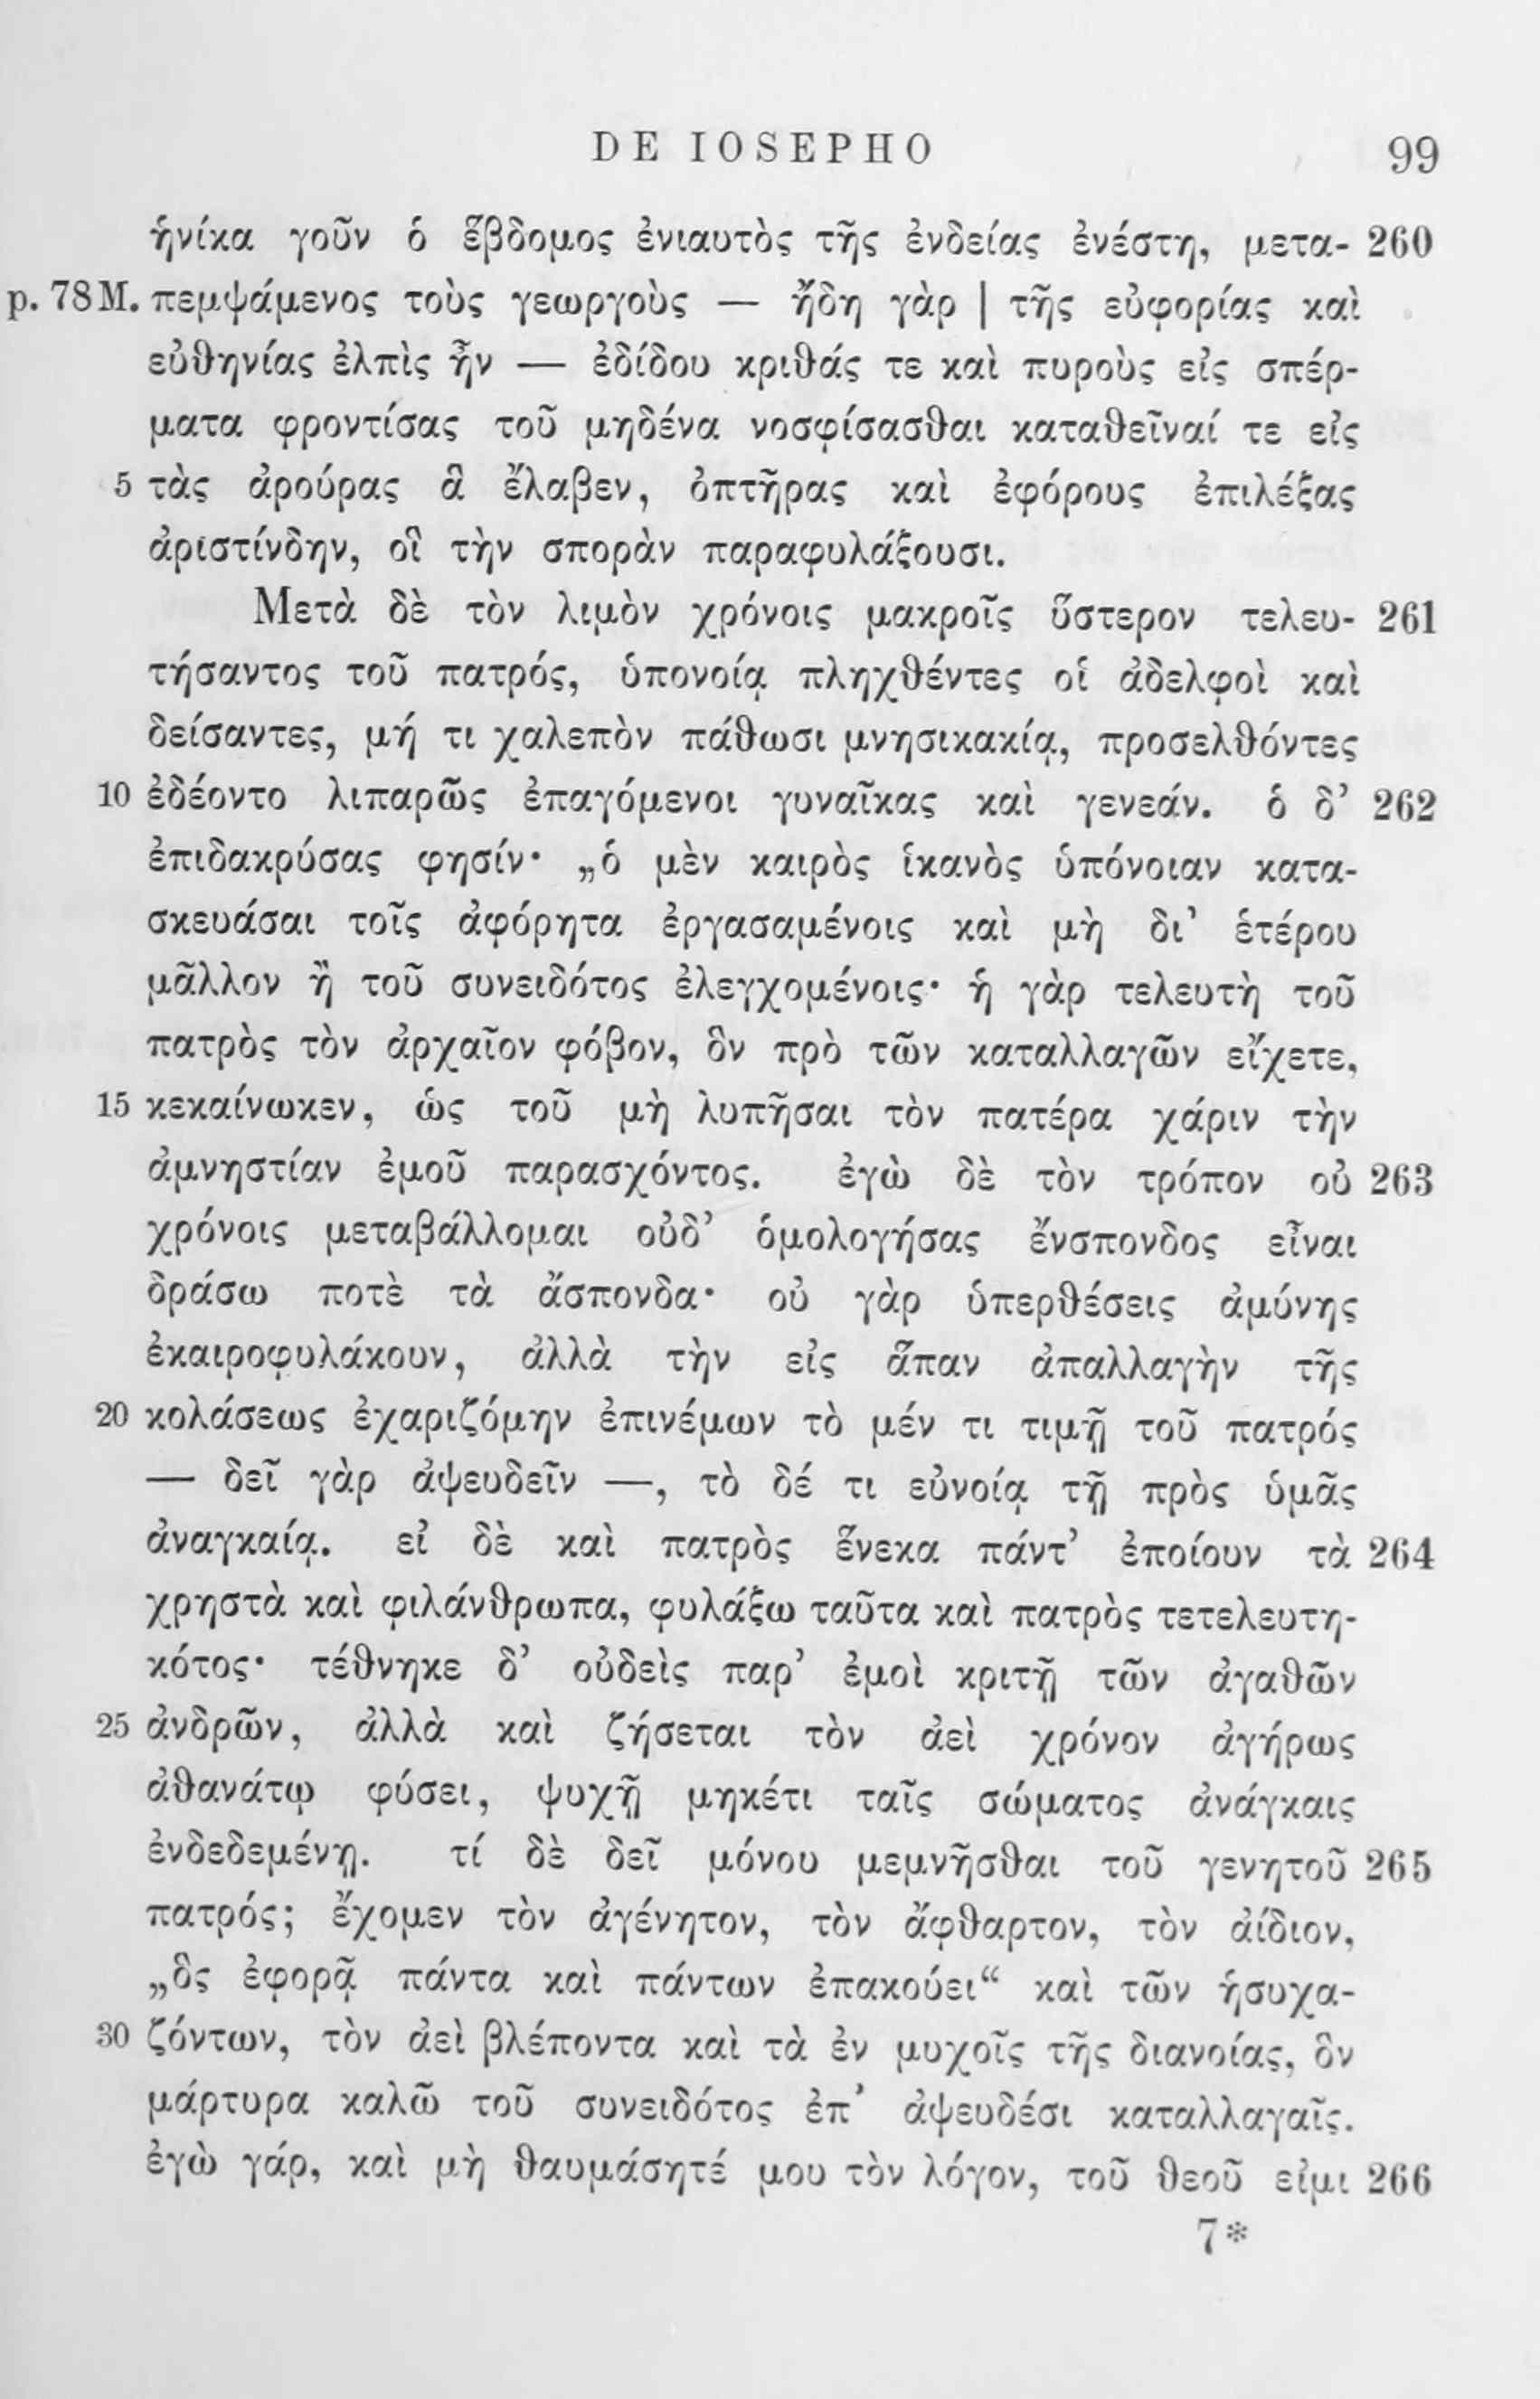 DE IOSEPHO 99
ἡνίκα γοῦν ὁ ἕβδομος ἐνιαυτὸς τῆς ἐνδείας ἐνέστη, μετα- 260
p. 78 M. πεμψάμενος τοὺς γεωργοὺς — ἤδη γὰρ | τῆς εὐφορίας καὶ
εὐθηνίας ἐλπὶς ἦν — ἐδίδου κριθάς τε καὶ πυροὺς εἰς σπέρ-
ματα φροντίσας τοῦ μηδένα νοσφίσασθαι καταθεῖναί τε εἰς
5 τὰς ἀρούρας ἃ ἔλαβεν, ὀπτῆρας καὶ ἐφόρους ἐπιλέξας
ἀριστίνδην, οἳ τὴν σπορὰν παραφυλάξουσι.
Μετὰ δὲ τὸν λιμὸν χρόνοις μακροῖς ὕστερον τελευ- 261
τήσαντος τοῦ πατρός, ὑπονοίᾳ πληχθέντες οἱ ἀδελφοὶ καὶ
δείσαντες, μή τι χαλεπὸν πάθωσι μνησικακίᾳ, προσελθόντες
10 ἐδέοντο λιπαρῶς ἐπαγόμενοι γυναῖκας καὶ γενεάν. ὁ δ’ 262
ἐπιδακρύσας φησίν· „ὁ μὲν καιρὸς ἱκανὸς ὑπόνοιαν κατα-
σκευάσαι τοῖς ἀφόρητα ἐργασαμένοις καὶ μὴ δι’ ἑτέρου
μᾶλλον ἢ τοῦ συνειδότος ἐλεγχομένοις· ἡ γὰρ τελευτὴ τοῦ
πατρὸς τὸν ἀρχαῖον φόβον, ὃν πρὸ τῶν καταλλαγῶν εἴχετε,
15 κεκαίνωκεν, ὡς τοῦ μὴ λυπῆσαι τὸν πατέρα χάριν τὴν
ἀμνηστίαν ἐμοῦ παρασχόντος. ἐγὼ δὲ τὸν τρόπον οὐ 263
χρόνοις μεταβάλλομαι οὐδ’ ὁμολογήσας ἔνσπονδος εἶναι
δράσω ποτὲ τὰ ἄσπονδα· οὐ γὰρ ὑπερθέσεις ἀμύνης
ἐκαιροφυλάκουν, ἀλλὰ τὴν εἰς ἅπαν ἀπαλλαγὴν τῆς
20 κολάσεως ἐχαριζόμην ἐπινέμων τὸ μέν τι τιμῇ τοῦ πατρός
— δεῖ γὰρ ἀψευδεῖν —, τὸ δέ τι εὐνοίᾳ τῇ πρὸς ὑμᾶς
ἀναγκαίᾳ. εἰ δὲ καὶ πατρὸς ἕνεκα πάντ’ ἐποίουν τὰ 264
χρηστὰ καὶ φιλάνθρωπα, φυλάξω ταῦτα καὶ πατρὸς τετελευτη-
κότος· τέθνηκε δ’ οὐδεὶς παρ’ ἐμοὶ κριτῇ τῶν ἀγαθῶν
25 ἀνδρῶν, ἀλλὰ καὶ ζήσεται τὸν ἀεὶ χρόνον ἀγήρως
ἀθανάτῳ φύσει, ψυχῇ μηκέτι ταῖς σώματος ἀνάγκαις
ἐνδεδεμένῃ. τί δὲ δεῖ μόνου μεμνῆσθαι τοῦ γενητοῦ 265
πατρός; ἔχομεν τὸν ἀγένητον, τὸν ἄφθαρτον, τὸν ἀίδιον,
„ὃς ἐφορᾷ πάντα καὶ πάντων ἐπακούει“ καὶ τῶν ἡσυχα-
30 ζόντων, τὸν ἀεὶ βλέποντα καὶ τὰ ἐν μυχοῖς τῆς διανοίας, ὃν
μάρτυρα καλῶ τοῦ συνειδότος ἐπ’ ἀψευδέσι καταλλαγαῖς.
ἐγὼ γάρ, καὶ μὴ θαυμάσητέ μου τὸν λόγον, τοῦ θεοῦ εἰμι 266
7*